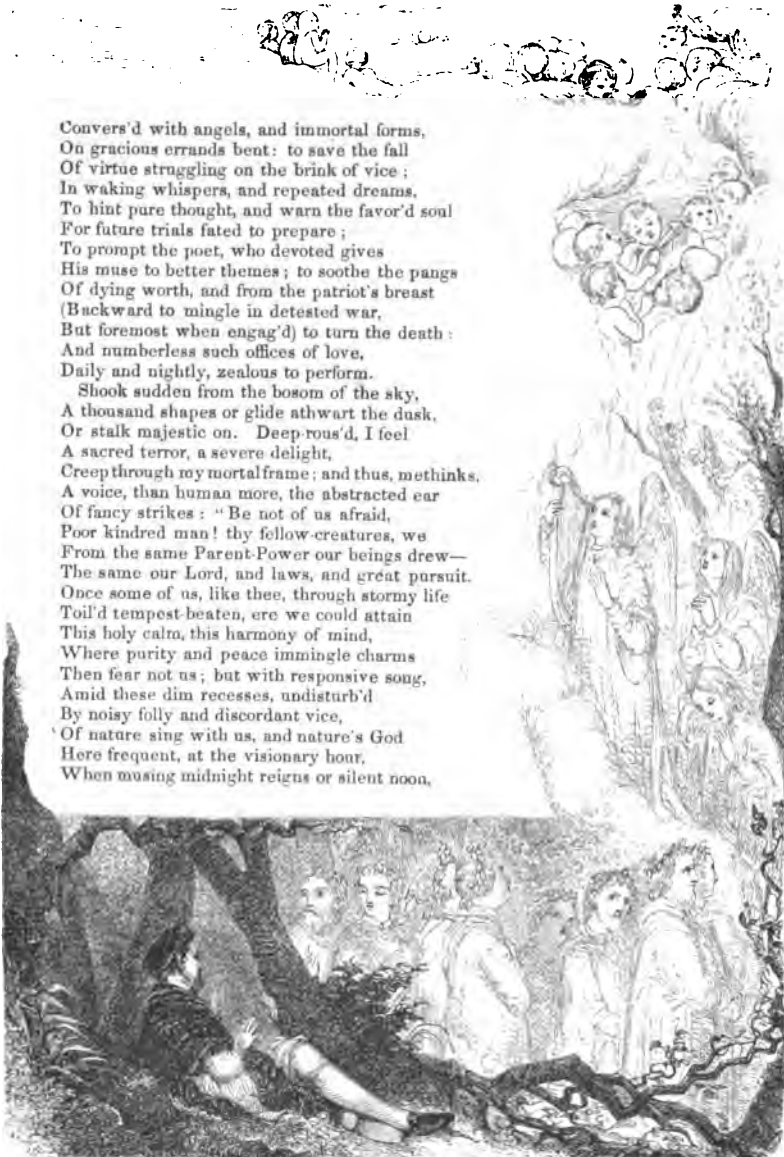 Convers'd with angels, and immortal forms,
On gracious errands bent: to save the fall
Of virtue struggling on the brink of vice;
In waking whispers, and repeated dreams,
To hint pure thought, and warn the favor'd soul
For future trials fated to prepare;
To prompt the poet, who devoted gives
His muse to better themes; to soothe the pangs
Of dying worth, and from the patriot's breast
(Backward to mingle in detested war,
But foremost when engag'd) to turn the death:
And numberless such offices of love,
Daily and nightly, zealous to perform.
Shook sudden from the bosom of the sky,
A thousand shapes or glide athwart the dusk,
Or stalk majestic on. Deep-rous'd, I feel
A sacred terror, a severe delight,
Creep through my mortal frame; and thus, methinks,
A voice, than human more, the abstracted ear
Of fancy strikes: "Be not of us afraid,
Poor kindred man! thy fellow-creatures, we
From the same Parent-Power our beings drew—
The same our Lord, and laws, and great pursuit.
Once some of us, like thee, through stormy life
Toil'd tempest-beaten, ere we could attain
This holy calm, this harmony of mind,
Where purity and peace immingle charms
Then fear not us; but with responsive song,
Amid these dim recesses, undisturb'd
By noisy folly and discordant vice,
Of nature sing with us, and nature's God
Here frequent, at the visionary hour,
When musing midnight reigns or silent noon,